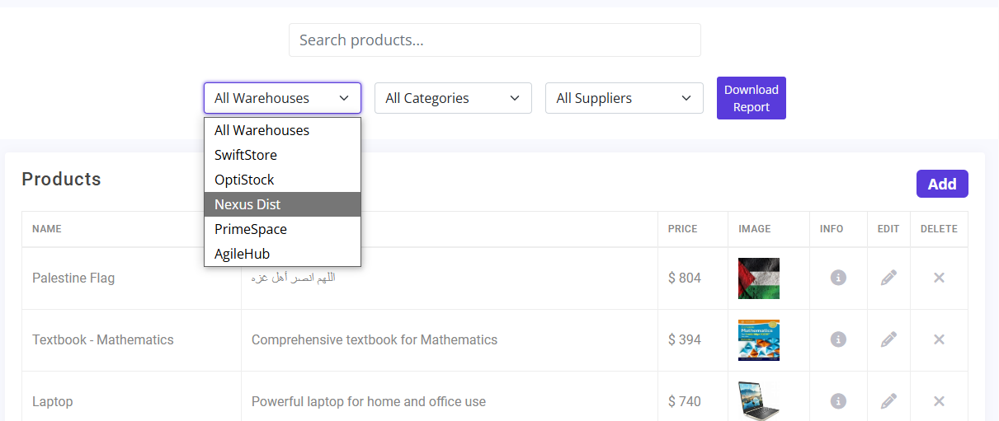 Search products...
All Warehouses
All Categories
All Suppliers
Download
Report
All Warehouses
SwiftStore
OptiStock
Nexus Dist
PrimeSpace
AgileHub
Products
Add
NAME
PRICE
IMAGE
INFO
EDIT
DELETE
Palestine Flag
اللهم انصر أهل غزه
$ 804
Textbook - Mathematics
Comprehensive textbook for Mathematics
$ 394
Mathematics
Laptop
Powerful laptop for home and office use
$ 740